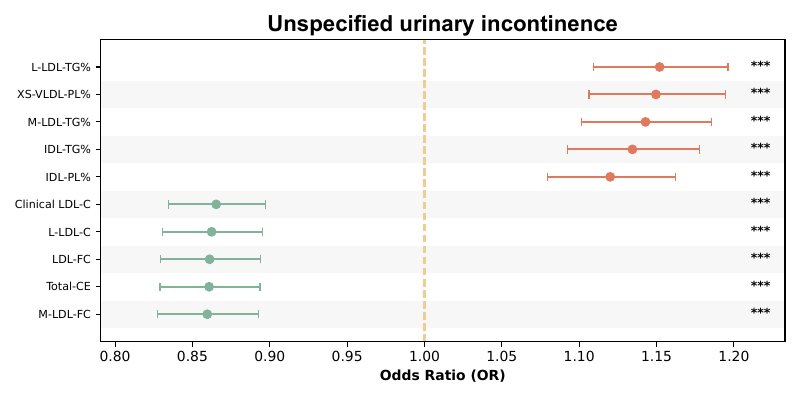 Unspecified urinary incontinence
L-LDL-TG% ***
XS-VLDL-PL% ***
M-LDL-TG% ***
IDL-TG% ***
IDL-PL% ***
Clinical LDL-C ***
L-LDL-C ***
LDL-FC ***
Total-CE ***
M-LDL-FC ***
0.80 0.85 0.90 0.95 1.00 1.05 1.10 1.15 1.20
Odds Ratio (OR)